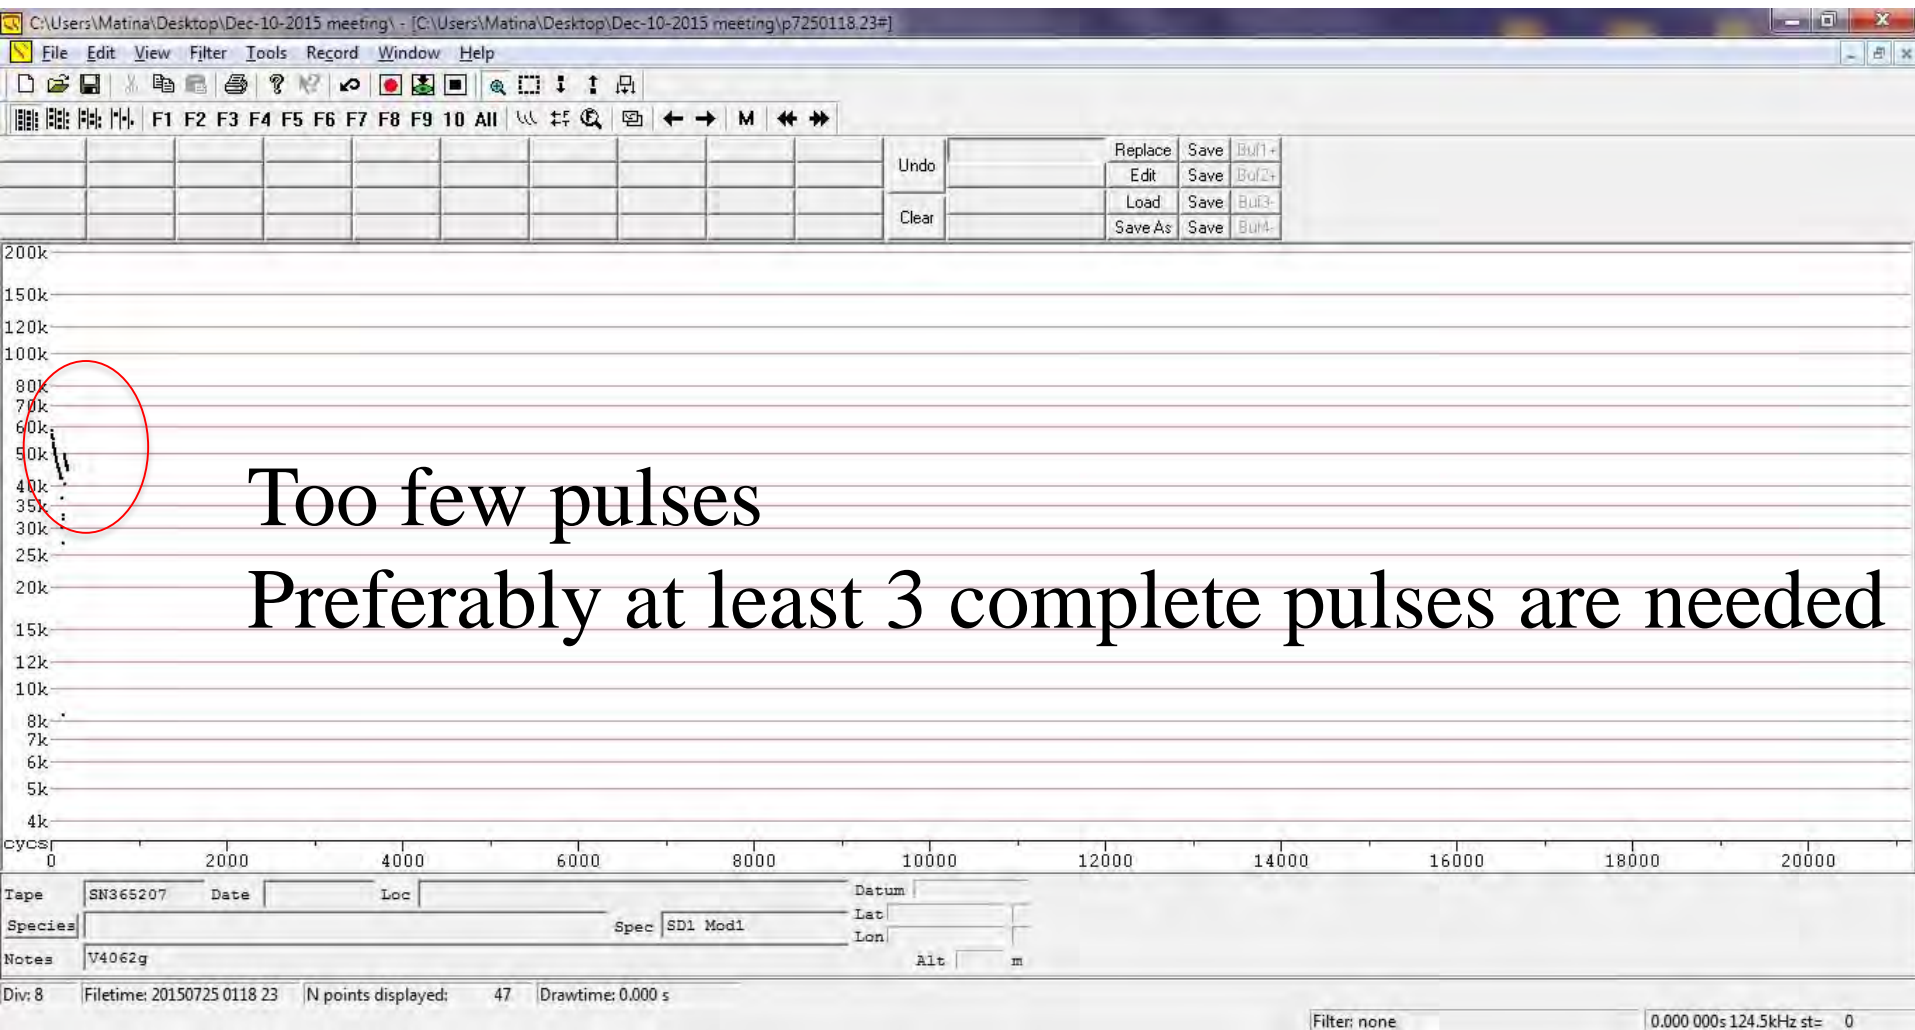 C:\Users\Matina\Desktop\Dec-10-2015 meeting\ - [C:\Users\Matina\Desktop\Dec-10-2015 meeting\p7250118.23#]
File Edit View Filter Tools Record Window Help
F1 F2 F3 F4 F5 F6 F7 F8 F9 10 All M
Undo Replace Save Buf1+
Edit Save Buf2+
Clear Load Save Buf3-
Save As Save Buf4-
200k
150k
120k
100k
80k
70k
60k
50k
40k
35k
30k
25k
20k
15k
12k
10k
8k
7k
6k
5k
4k
Too few pulses
Preferably at least 3 complete pulses are needed
cycs
0 2000 4000 6000 8000 10000 12000 14000 16000 18000 20000
Tape SN365207 Date Loc Datum
Species Spec SD1 Mod1 Lat
Lon
Notes V4062g Alt m
Div: 8 Filetime: 20150725 0118 23 N points displayed: 47 Drawtime: 0.000 s
Filter: none 0.000 000s 124.5kHz st= 0